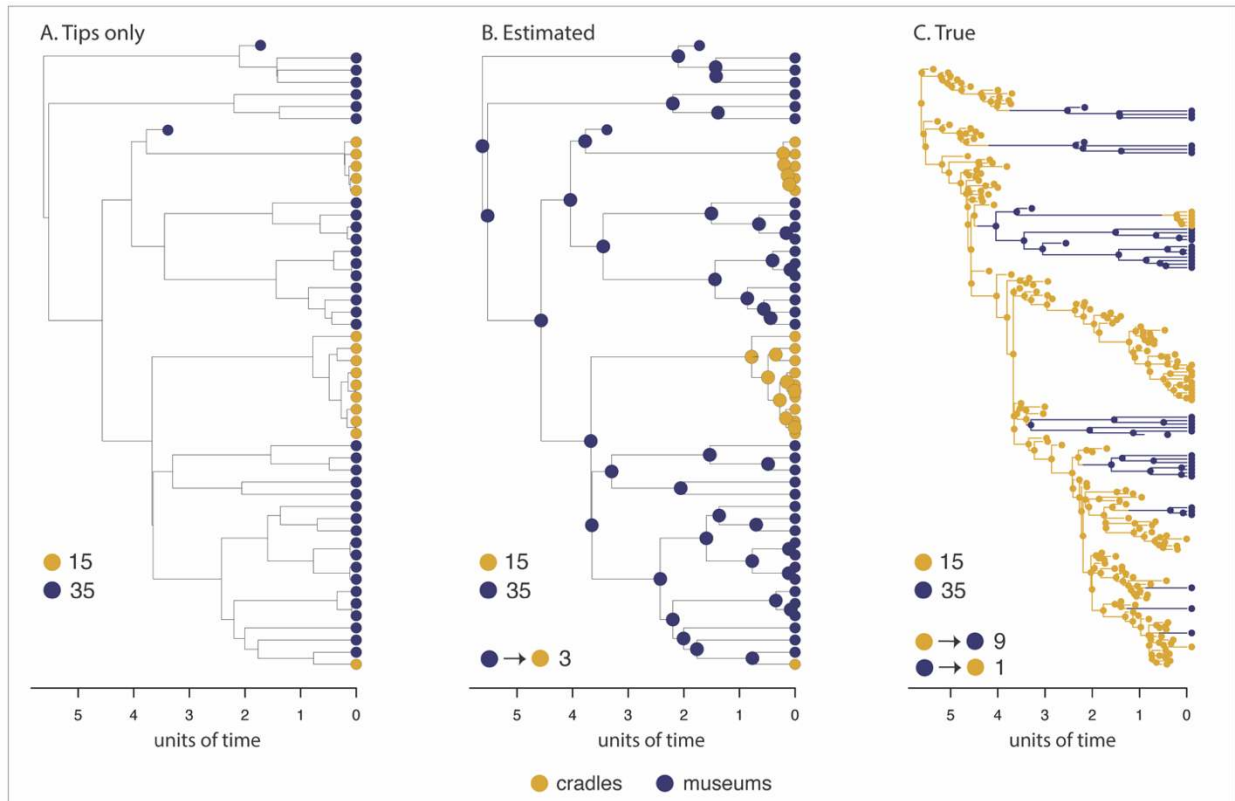 A. Tips only
B. Estimated
C. True
15
35
15
35
3
15
35
9
1
5 4 3 2 1 0
units of time
5 4 3 2 1 0
units of time
5 4 3 2 1 0
units of time
cradles museums